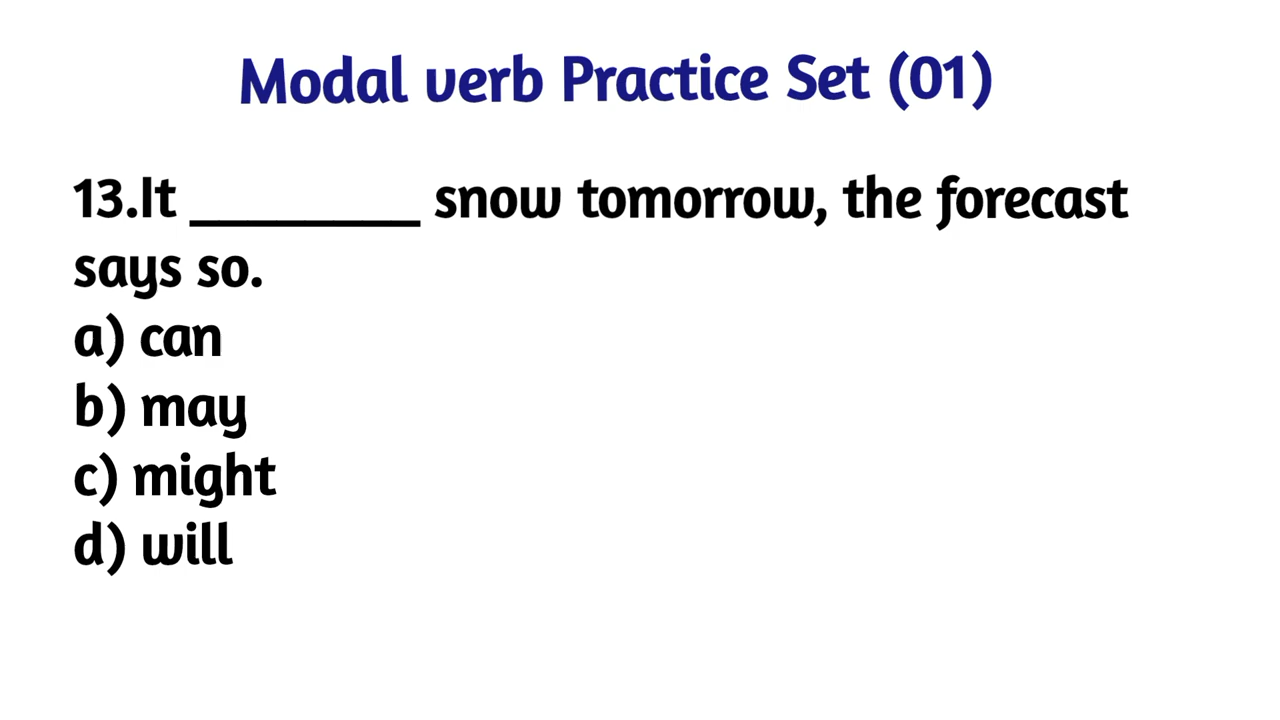 Modal verb Practice Set (01)
13.It ________ snow tomorrow, the forecast
says so.
a) can
b) may
c) might
d) will